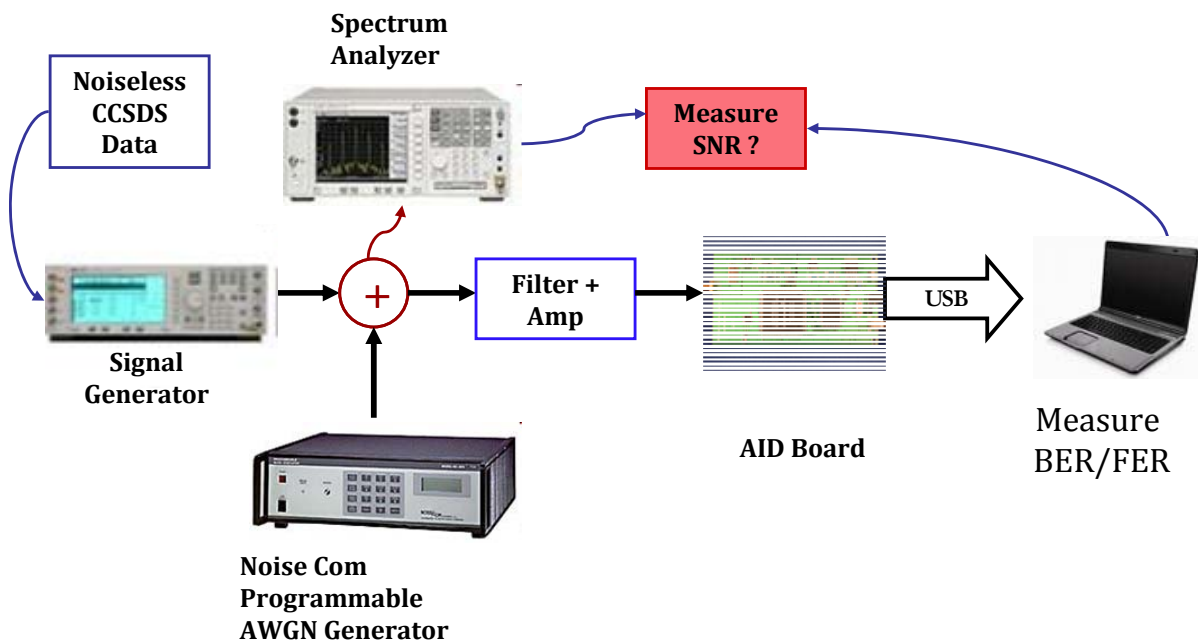 Spectrum
Analyzer
Noiseless
CCSDS
Data
Measure
SNR ?
Signal
Generator
+
Filter +
Amp
USB
AID Board
Measure
BER/FER
Noise Com
Programmable
AWGN Generator